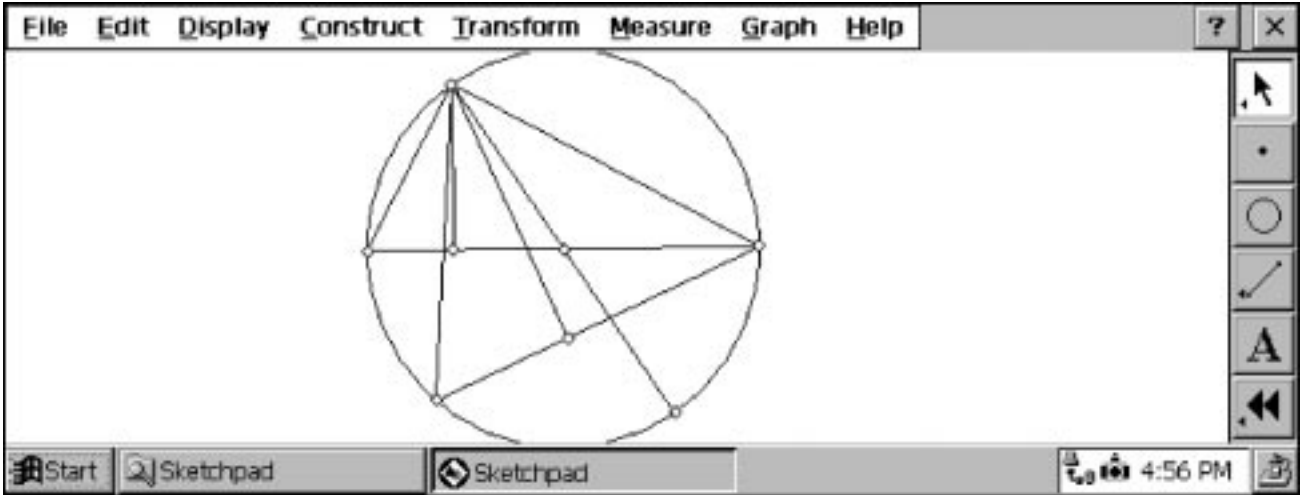 File Edit Display Construct Transform Measure Graph Help ? ×
A
Start Sketchpad Sketchpad 4:56 PM